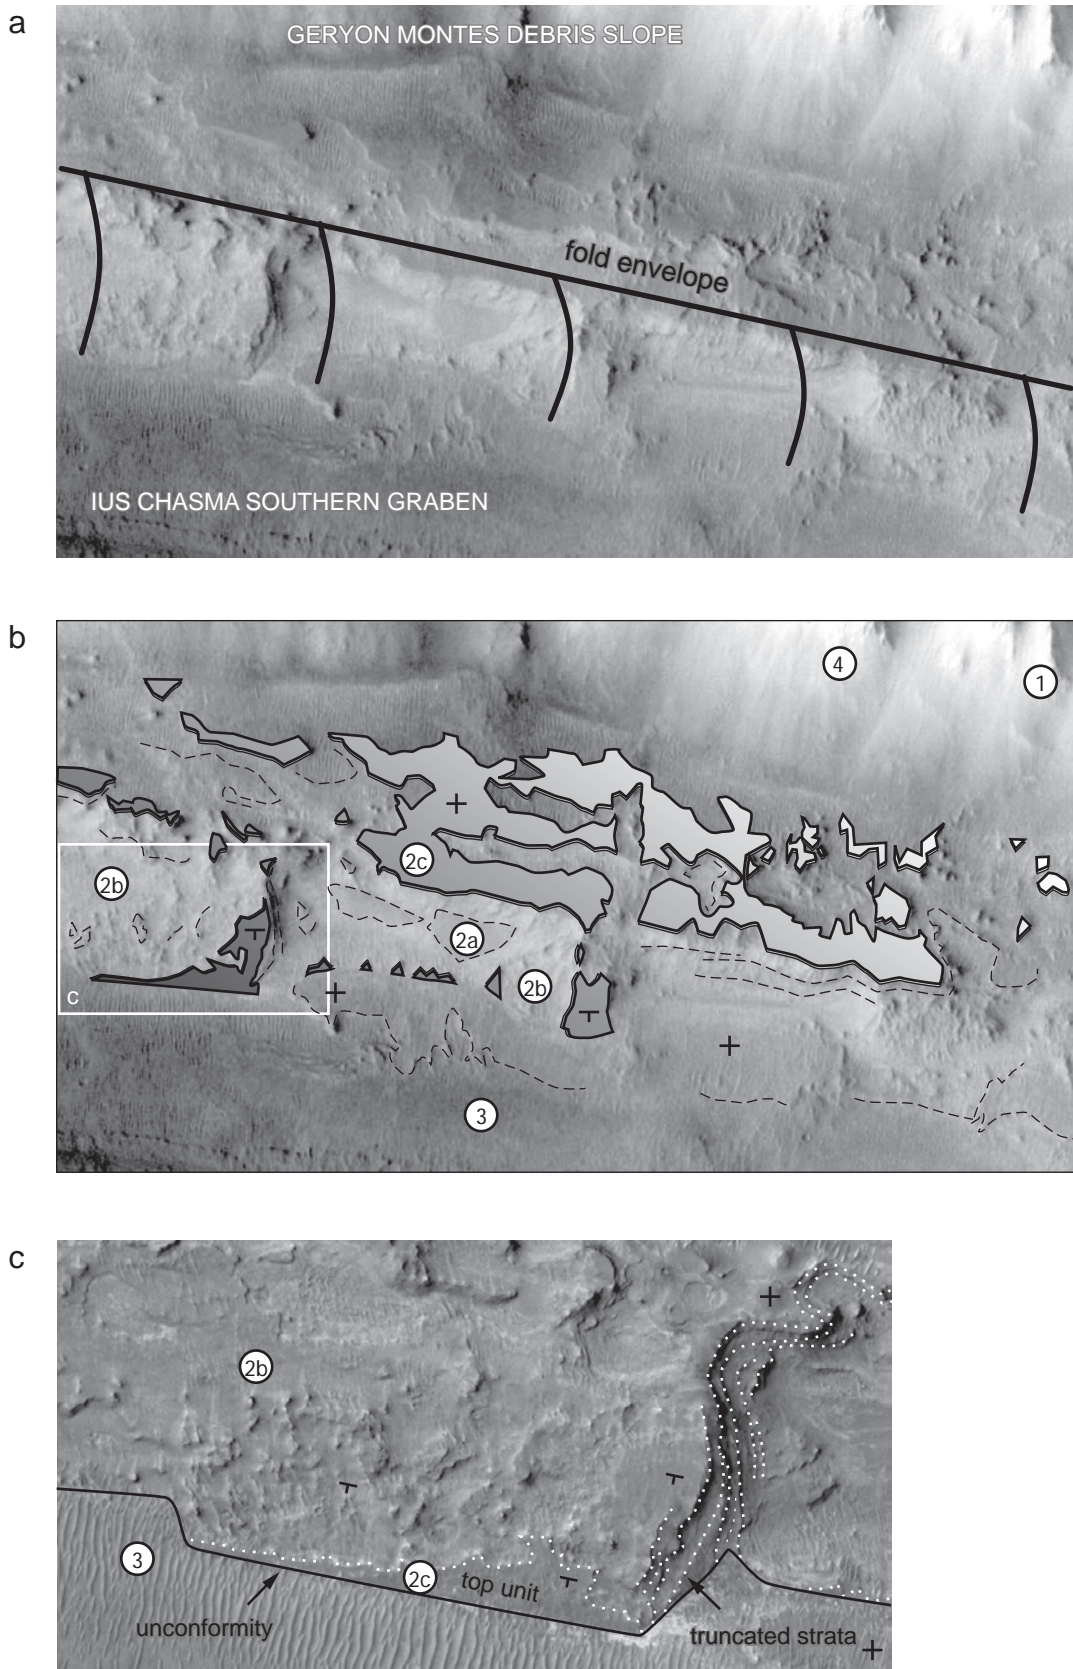 a
GERYON MONTES DEBRIS SLOPE
fold envelope
IUS CHASMA SOUTHERN GRABEN
b
4
1
2c
2b
2a
2b
c
3
c
2b
3
2c
top unit
unconformity
truncated strata